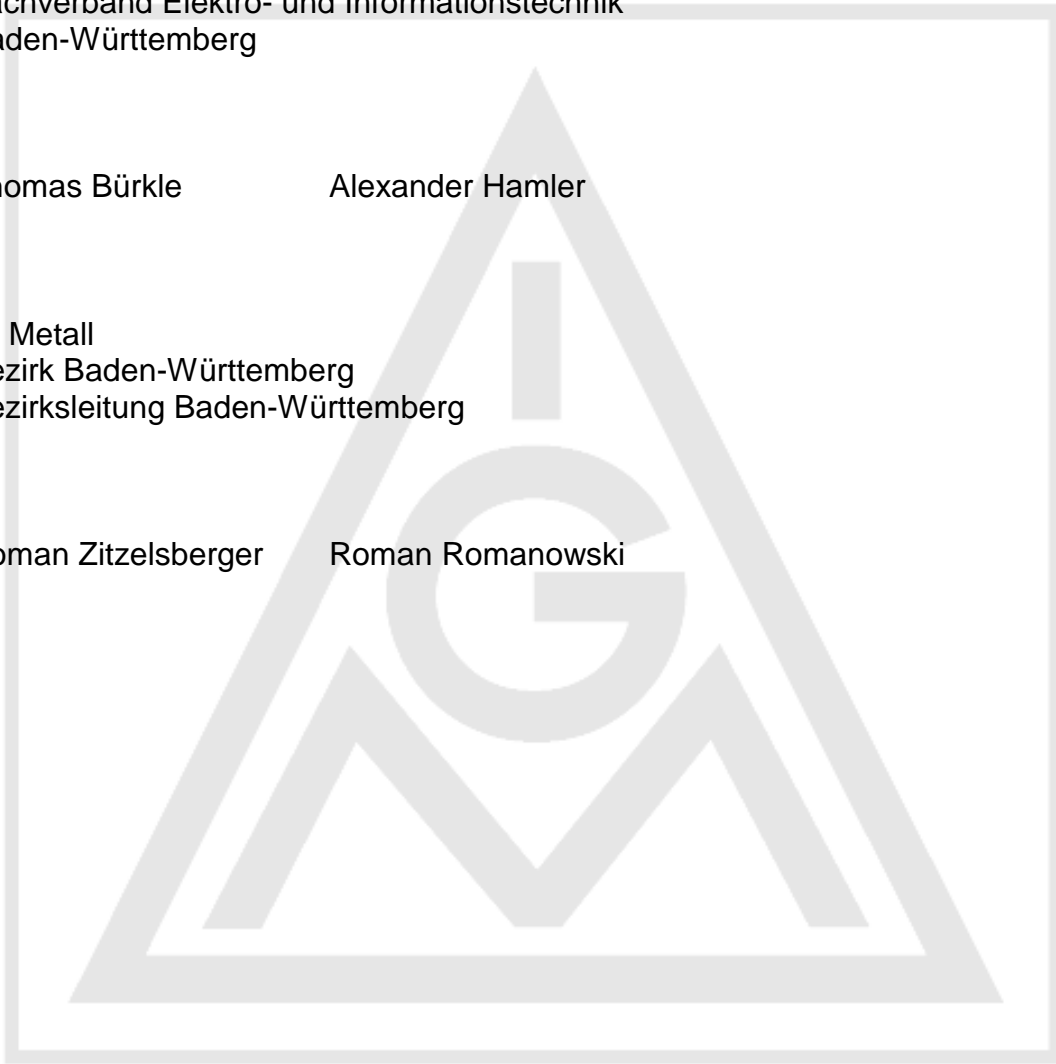 achverband Elektro- und Informationstechnik
aden-Württemberg
homas Bürkle Alexander Hamler
Metall
ezirk Baden-Württemberg
ezirksleitung Baden-Württemberg
oman Zitzelsberger Roman Romanowski
I
G
M